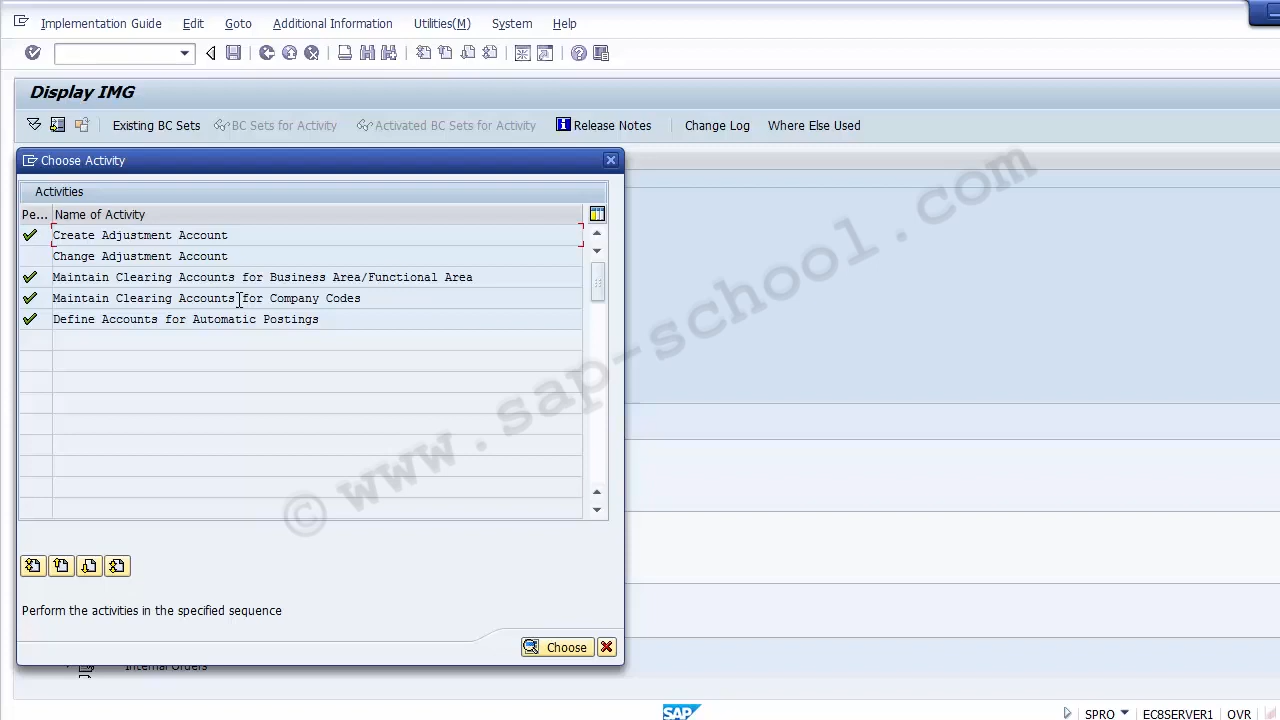 Implementation Guide Edit Goto Additional Information Utilities(M) System Help
Display IMG
Existing BC Sets BC Sets for Activity Activated BC Sets for Activity Release Notes Change Log Where Else Used
Choose Activity
Activities
Pe... Name of Activity
Create Adjustment Account
Change Adjustment Account
Maintain Clearing Accounts for Business Area/Functional Area
Maintain Clearing Accounts for Company Codes
Define Accounts for Automatic Postings
© www.sap-school.com
Perform the activities in the specified sequence
Choose
Internal Orders
SAP SPRO EC8SERVER1 OVR